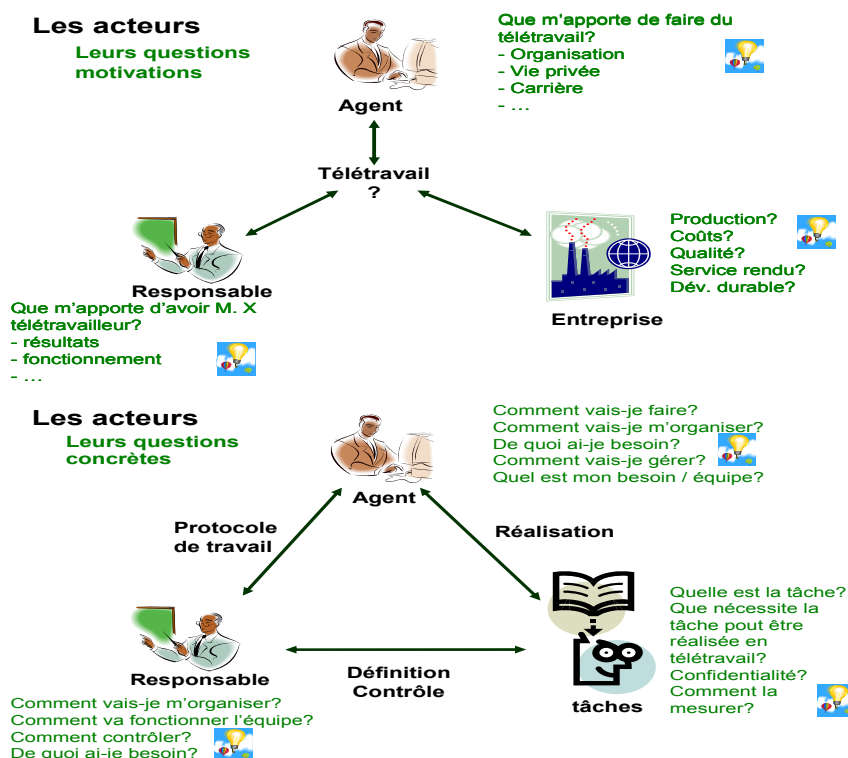 Les acteurs
Leurs questions
motivations
Agent
Que m'apporte de faire du
télétravail?
- Organisation
- Vie privée
- Carrière
- ...
Télétravail
?
Responsable
Que m'apporte d'avoir M. X
télétravailleur?
- résultats
- fonctionnement
- ...
Entreprise
Production?
Coûts?
Qualité?
Service rendu?
Dév. durable?
Les acteurs
Leurs questions
concrètes
Agent
Comment vais-je faire?
Comment vais-je m'organiser?
De quoi ai-je besoin?
Comment vais-je gérer?
Quel est mon besoin / équipe?
Protocole
de travail
Réalisation
Responsable
Définition
Contrôle
tâches
Quelle est la tâche?
Que nécessite la
tâche pout être
réalisée en
télétravail?
Confidentialité?
Comment la
mesurer?
Comment vais-je m'organiser?
Comment va fonctionner l'équipe?
Comment contrôler?
De quoi ai-je besoin?